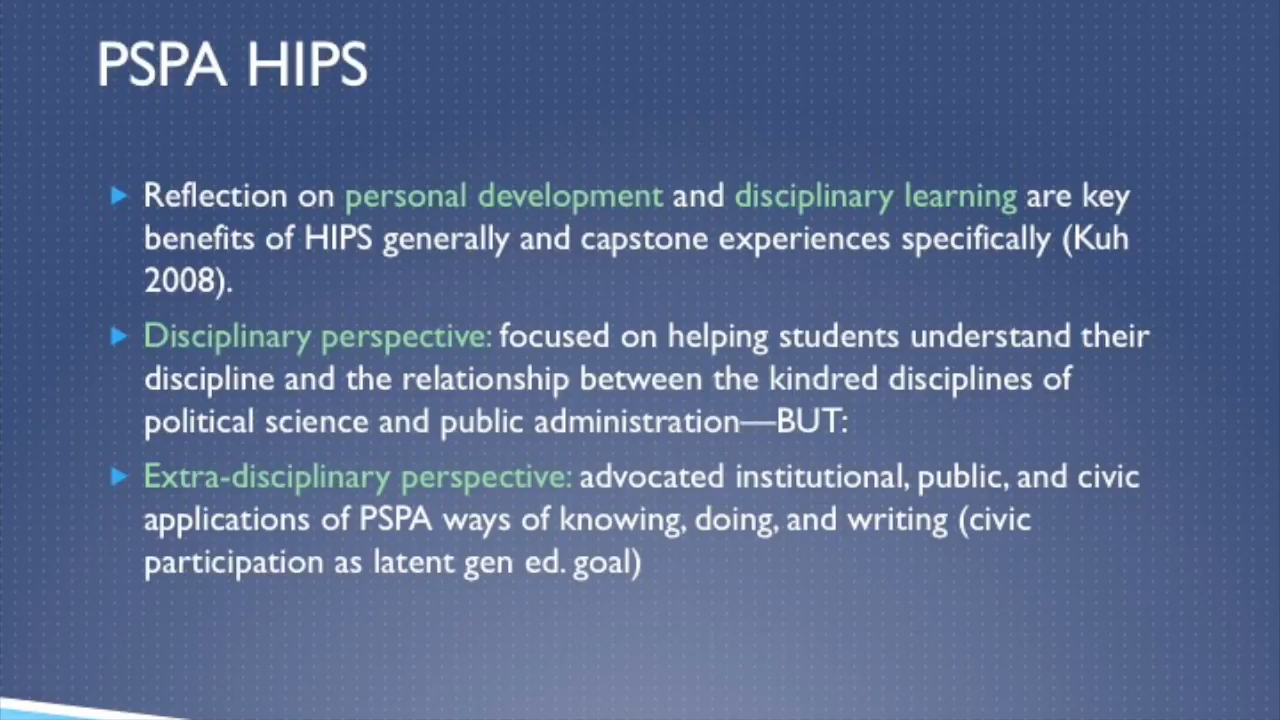 PSPA HIPS
Reflection on personal development and disciplinary learning are key
benefits of HIPS generally and capstone experiences specifically (Kuh
2008).
Disciplinary perspective: focused on helping students understand their
discipline and the relationship between the kindred disciplines of
political science and public administration—BUT:
Extra-disciplinary perspective: advocated institutional, public, and civic
applications of PSPA ways of knowing, doing, and writing (civic
participation as latent gen ed. goal)